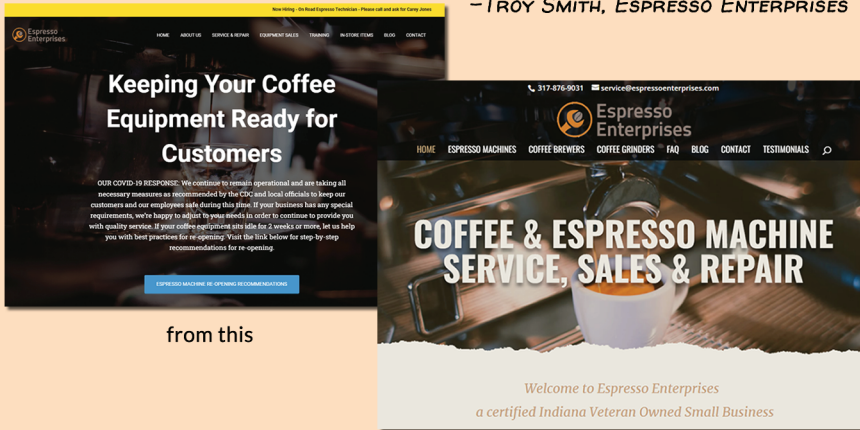 —Troy Smith, Espresso Enterprises
New Hiring - On Road Espresso Technician - Please call and ask for Carey Jones
Espresso
Enterprises
HOME ABOUT US SERVICE & REPAIR EQUIPMENT SALES TRAINING IN-STORE ITEMS BLOG CONTACT
Keeping Your Coffee
Equipment Ready for
Customers
OUR COVID-19 RESPONSE: We continue to remain operational and are taking all
necessary measures as recommended by the CDC and local officials to keep our
customers and our employees safe during this time. If your business has any special
requirements, we're happy to adjust to your needs in order to continue to provide you
with quality service. If your coffee equipment sits idle for 2 weeks or more, let us help
you with best practices for re-opening. Visit the link below for step-by-step
recommendations for re-opening.
ESPRESSO MACHINE RE-OPENING RECOMMENDATIONS
from this
317-876-9031 service@espressoenterprises.com
Espresso
Enterprises
HOME ESPRESSO MACHINES COFFEE BREWERS COFFEE GRINDERS FAQ BLOG CONTACT TESTIMONIALS
COFFEE & ESPRESSO MACHINE
SERVICE, SALES & REPAIR
Welcome to Espresso Enterprises
a certified Indiana Veteran Owned Small Business